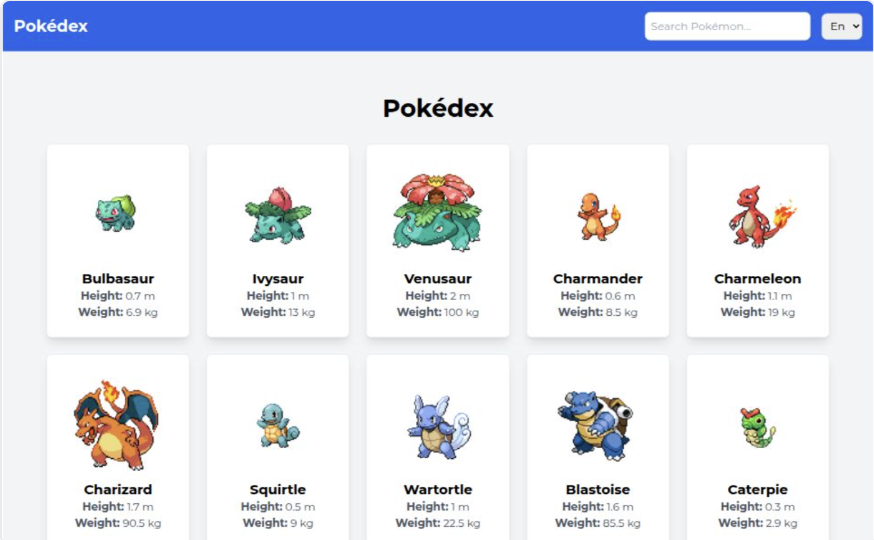 Pokédex
Search Pokémon...
En
Pokédex
Bulbasaur
Height: 0.7 m
Weight: 6.9 kg
Ivysaur
Height: 1 m
Weight: 13 kg
Venusaur
Height: 2 m
Weight: 100 kg
Charmander
Height: 0.6 m
Weight: 8.5 kg
Charmeleon
Height: 1.1 m
Weight: 19 kg
Charizard
Height: 1.7 m
Weight: 90.5 kg
Squirtle
Height: 0.5 m
Weight: 9 kg
Wartortle
Height: 1 m
Weight: 22.5 kg
Blastoise
Height: 1.6 m
Weight: 85.5 kg
Caterpie
Height: 0.3 m
Weight: 2.9 kg